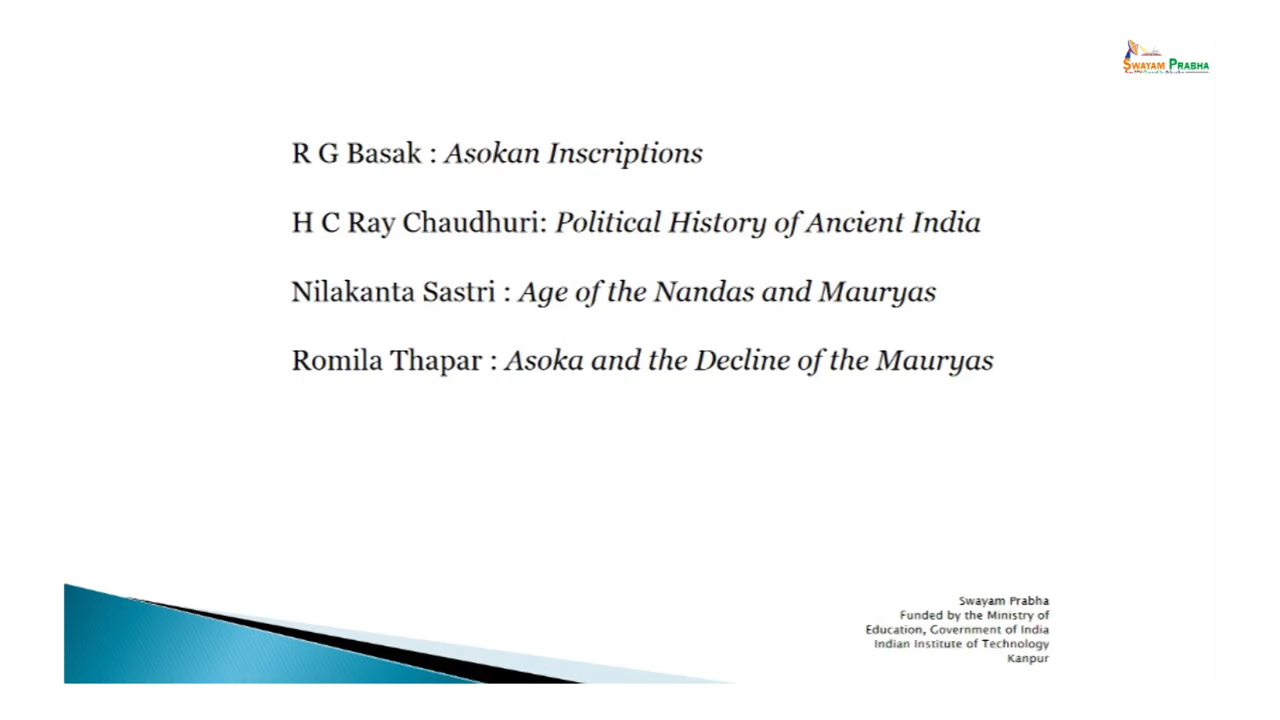 SWAYAM PRABHA
R G Basak : Asokan Inscriptions
H C Ray Chaudhuri: Political History of Ancient India
Nilakanta Sastri : Age of the Nandas and Mauryas
Romila Thapar : Asoka and the Decline of the Mauryas
Swayam Prabha
Funded by the Ministry of
Education, Government of India
Indian Institute of Technology
Kanpur